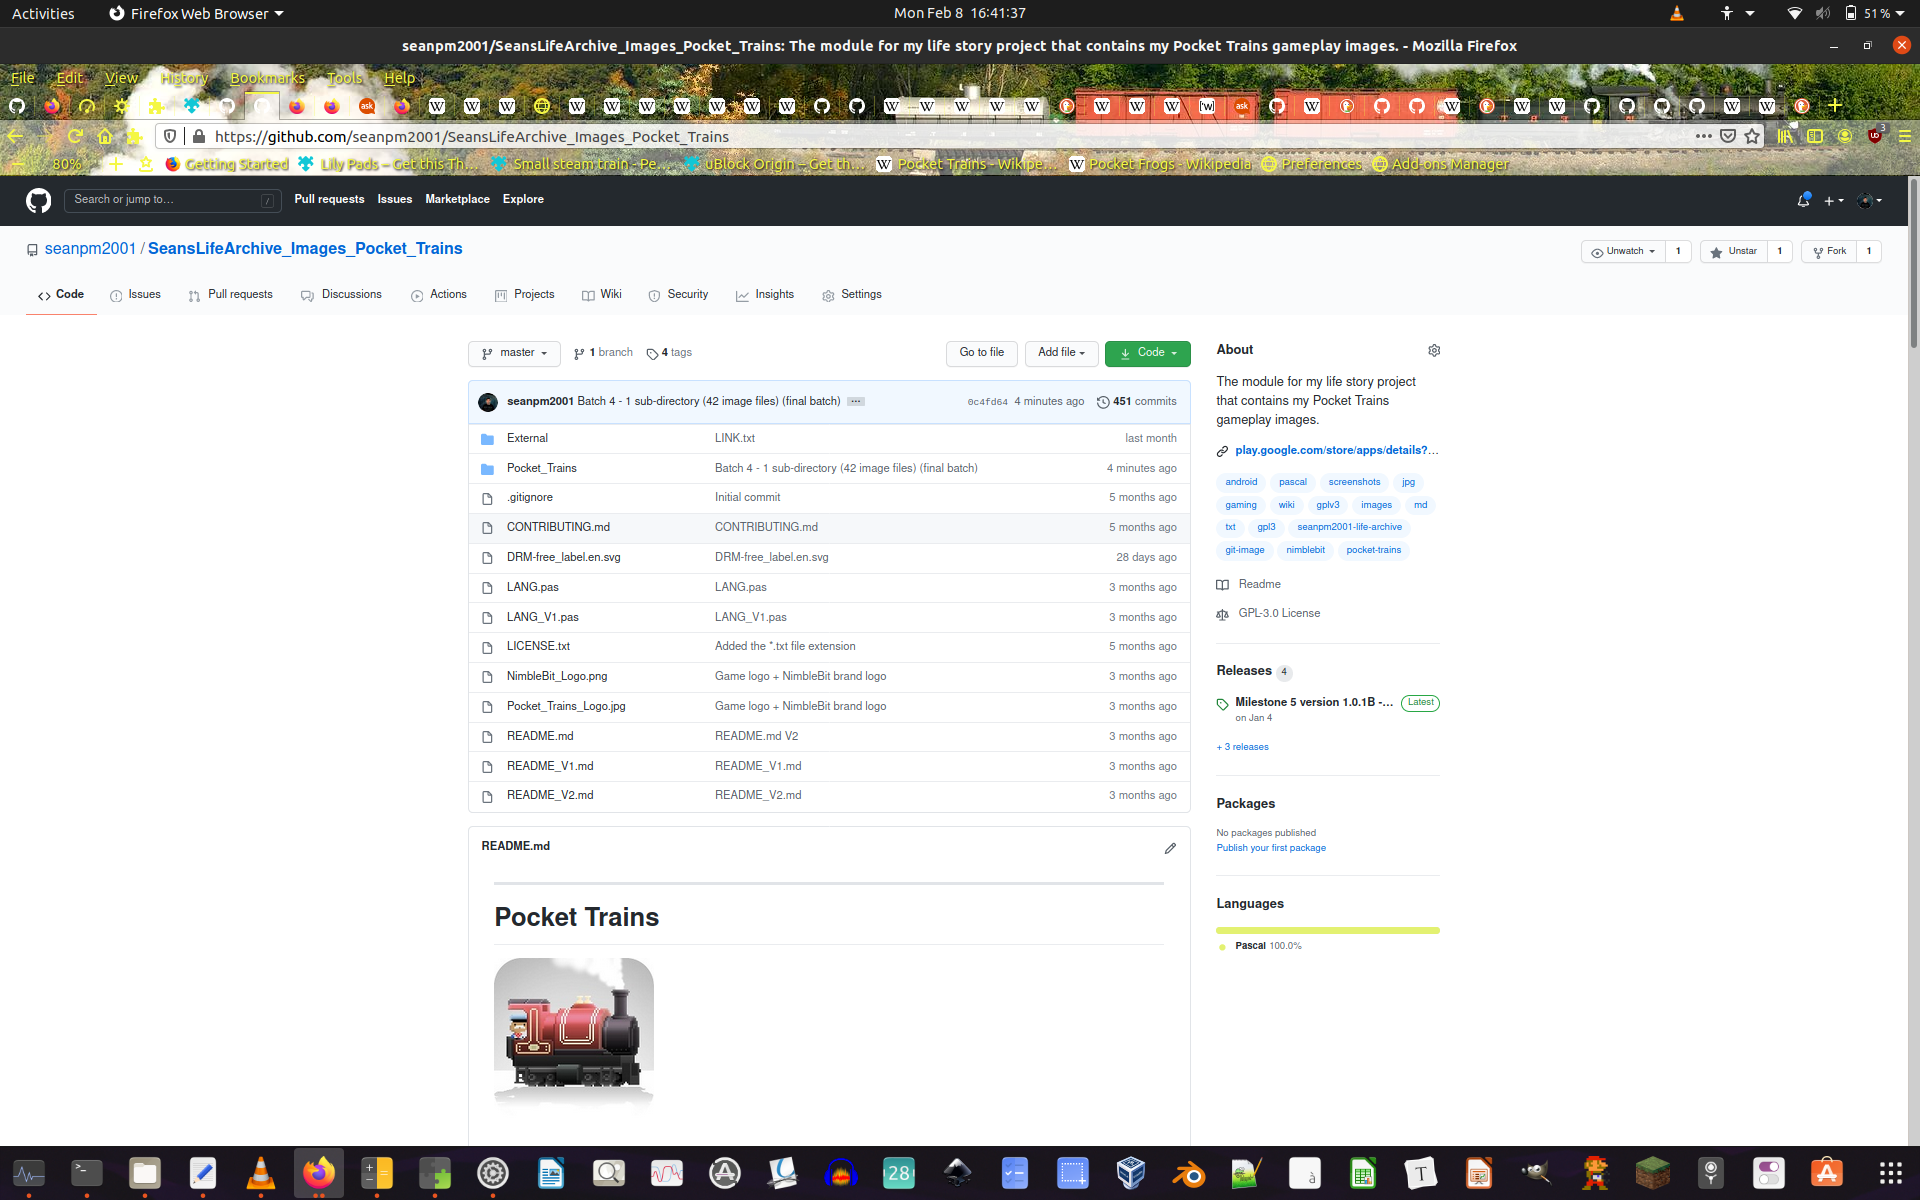 Activities Firefox Web Browser Mon Feb 8 16:41:37 51 %
seanpm2001/SeansLifeArchive_Images_Pocket_Trains: The module for my life story project that contains my Pocket Trains gameplay images. - Mozilla Firefox
File Edit View History Bookmarks Tools Help
https://github.com/seanpm2001/SeansLifeArchive_Images_Pocket_Trains
80% Getting Started Lily Pads – Get this Th… Small steam train - Pe… uBlock Origin – Get th… Pocket Trains - Wikipe… Pocket Frogs - Wikipedia Preferences Add-ons Manager
Search or jump to… / Pull requests Issues Marketplace Explore
seanpm2001 / SeansLifeArchive_Images_Pocket_Trains Unwatch 1 Unstar 1 Fork 1
Code Issues Pull requests Discussions Actions Projects Wiki Security Insights Settings
master 1 branch 4 tags Go to file Add file Code
seanpm2001 Batch 4 - 1 sub-directory (42 image files) (final batch) 0c4fd64 4 minutes ago 451 commits
External LINK.txt last month
Pocket_Trains Batch 4 - 1 sub-directory (42 image files) (final batch) 4 minutes ago
.gitignore Initial commit 5 months ago
CONTRIBUTING.md CONTRIBUTING.md 5 months ago
DRM-free_label.en.svg DRM-free_label.en.svg 28 days ago
LANG.pas LANG.pas 3 months ago
LANG_V1.pas LANG_V1.pas 3 months ago
LICENSE.txt Added the *.txt file extension 5 months ago
NimbleBit_Logo.png Game logo + NimbleBit brand logo 3 months ago
Pocket_Trains_Logo.jpg Game logo + NimbleBit brand logo 3 months ago
README.md README.md V2 3 months ago
README_V1.md README_V1.md 3 months ago
README_V2.md README_V2.md 3 months ago
README.md
Pocket Trains
About
The module for my life story project
that contains my Pocket Trains
gameplay images.
play.google.com/store/apps/details?…
android pascal screenshots jpg
gaming wiki gplv3 images md
txt gpl3 seanpm2001-life-archive
git-image nimblebit pocket-trains
Readme
GPL-3.0 License
Releases 4
Milestone 5 version 1.0.1B -… Latest
on Jan 4
+ 3 releases
Packages
No packages published
Publish your first package
Languages
Pascal 100.0%
28